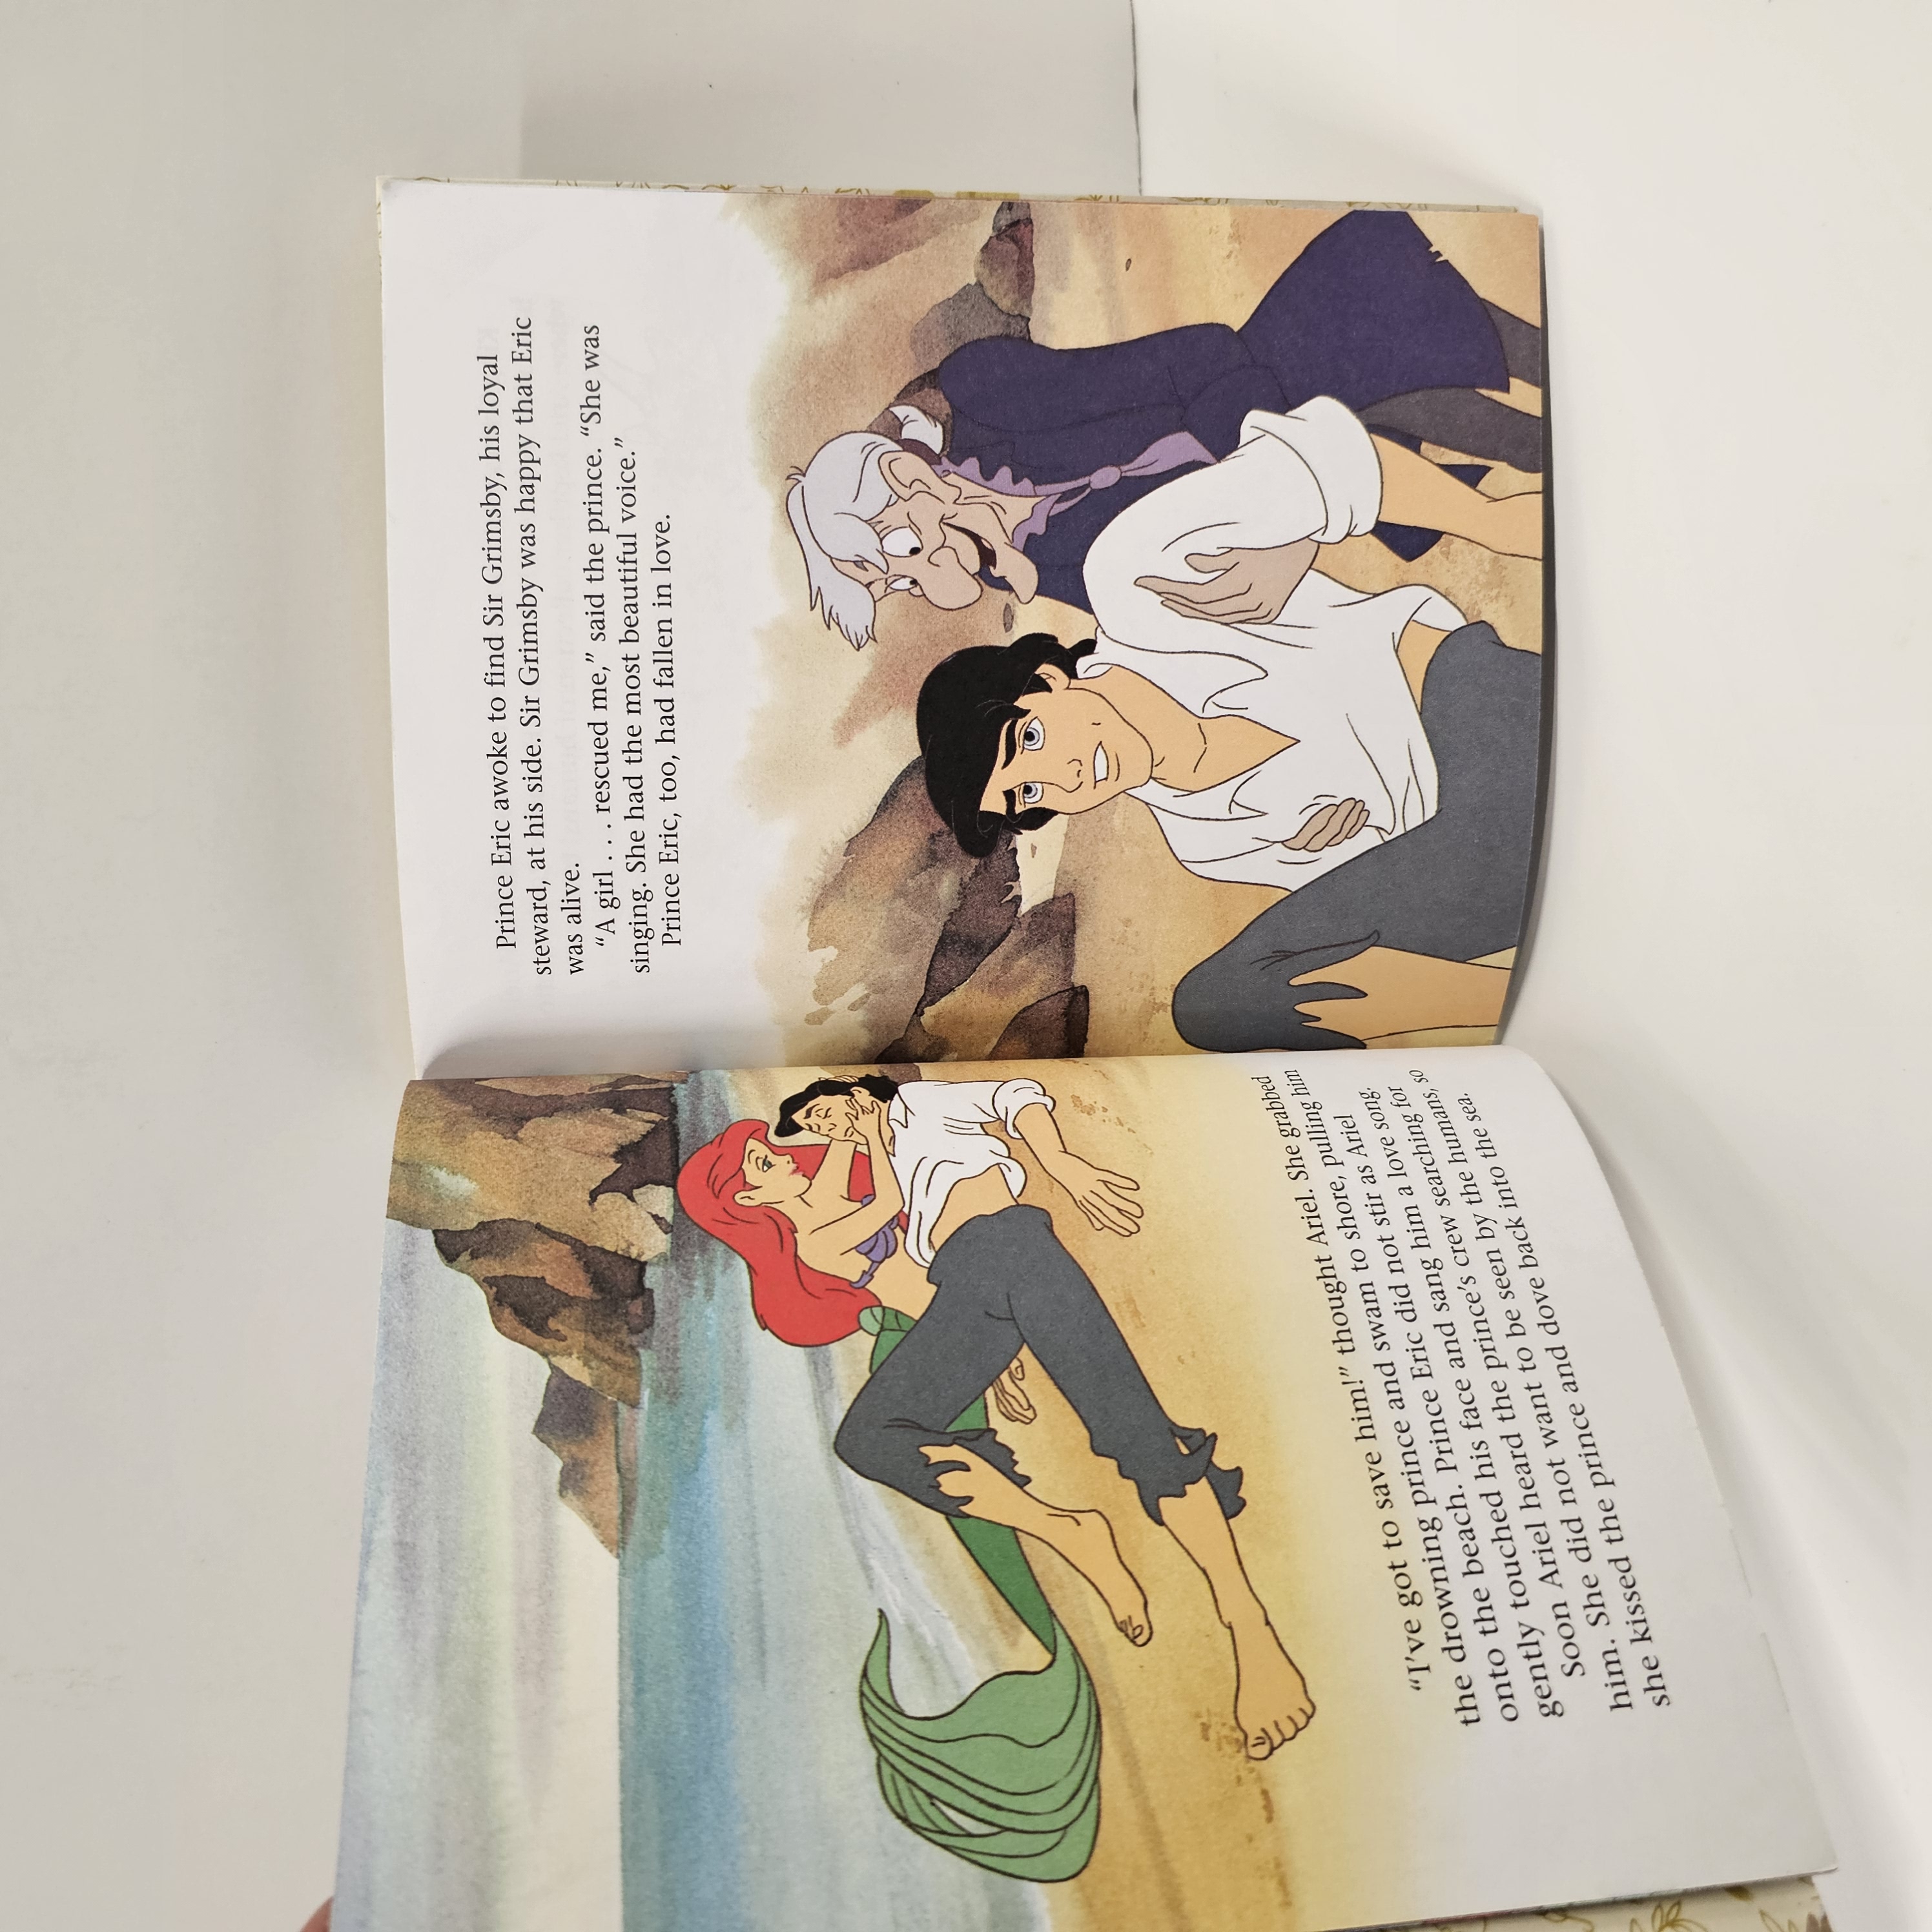 “I’ve got to save him!” thought Ariel. She grabbed
the drowning prince and swam to shore, pulling him
onto the beach. Prince Eric did not stir as Ariel
gently touched his face and sang him a love song.
Soon Ariel heard the prince’s crew searching for
him. She did not want to be seen by the humans, so
she kissed the prince and dove back into the sea.
Prince Eric awoke to find Sir Grimsby, his loyal
steward, at his side. Sir Grimsby was happy that Eric
was alive.
“A girl . . . rescued me,” said the prince. “She was
singing. She had the most beautiful voice.”
Prince Eric, too, had fallen in love.